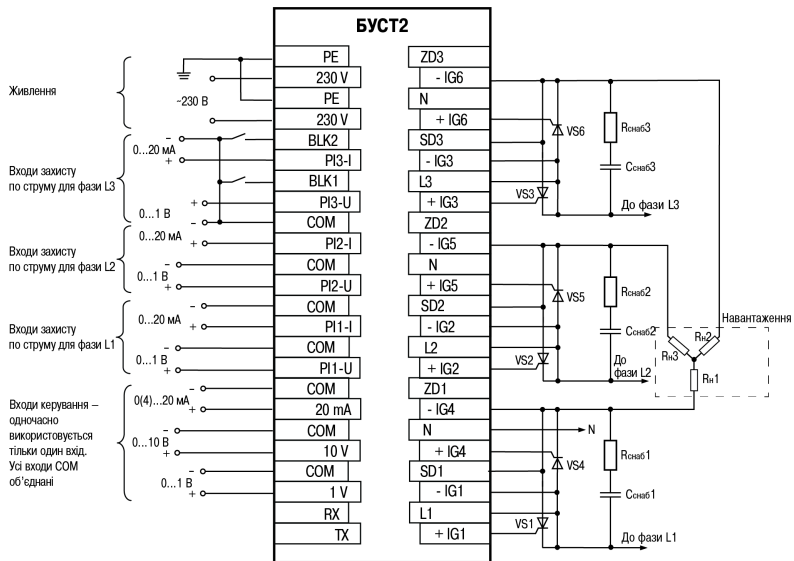 БУСТ2
PE
230 V
PE
230 V
BLK2
PI3-I
BLK1
PI3-U
COM
PI2-I
COM
PI2-U
COM
PI1-I
COM
PI1-U
COM
20 mA
COM
10 V
COM
1 V
RX
TX
ZD3
- IG6
N
+ IG6
SD3
- IG3
L3
+ IG3
ZD2
- IG5
N
+ IG5
SD2
- IG2
L2
+ IG2
ZD1
- IG4
N
+ IG4
SD1
- IG1
L1
+ IG1
Живлення
~230 В
Входи захисту
по струму для фази L3
–
0...20 мА
+
+
0...1 В
–
Входи захисту
по струму для фази L2
0...20 мА
+
–
0...1 В
+
Входи захисту
по струму для фази L1
–
0...20 мА
+
–
0...1 В
+
Входи керування –
одночасно
використовується
тільки один вхід.
Усі входи COM
об’єднані
–
0(4)...20 мА
+
–
0...10 В
+
–
0...1 В
+
VS6
Rснаб3
Cснаб3
VS3
До фази L3
VS5
Rснаб2
Cснаб2
VS2
До
фази L2
Навантаження
Rн3
Rн2
Rн1
N
VS4
Rснаб1
Cснаб1
VS1
До фази L1